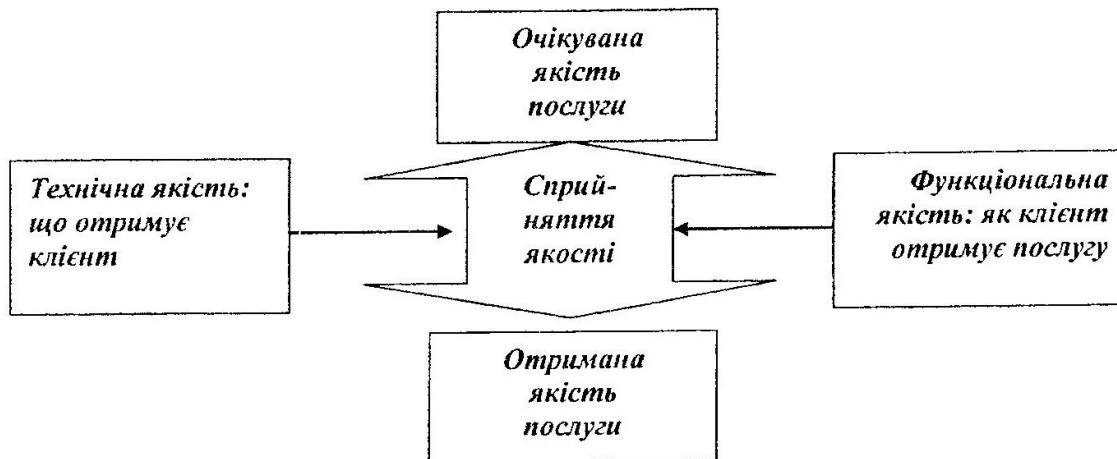 Очікувана
якість
послуги
Технічна якість:
що отримує
клієнт
Сприй-
няття
якості
Функціональна
якість: як клієнт
отримує послугу
Отримана
якість
послуги